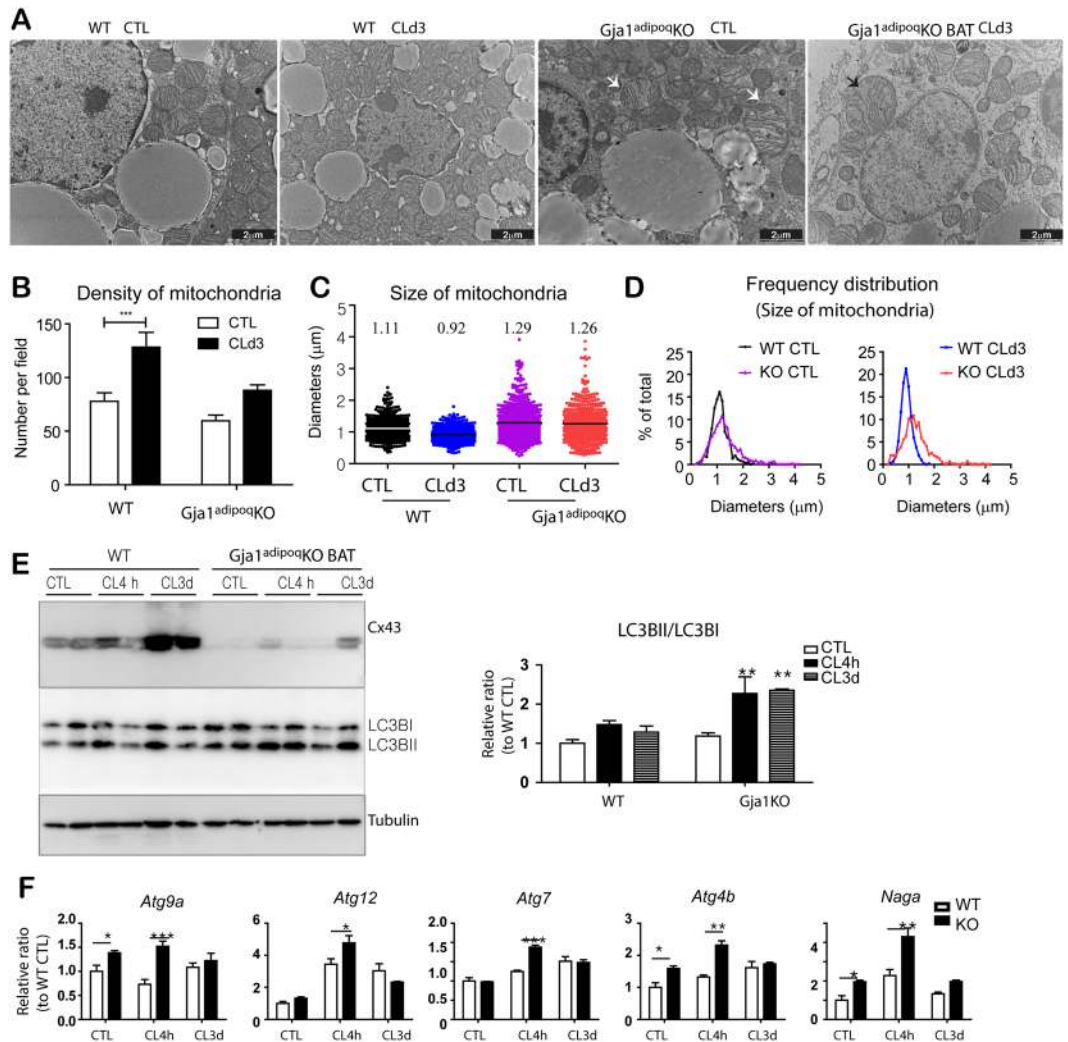 A
WT CTL
WT CLd3
Gja1adipoqKO CTL
Gja1adipoqKO BAT CLd3
2μm
2μm
2μm
2μm
B
Density of mitochondria
Number per field
150
100
50
0
***
CTL
CLd3
WT
Gja1adipoqKO
C
Size of mitochondria
Diameters (μm)
5
4
3
2
1
0
1.11
0.92
1.29
1.26
CTL
CLd3
CTL
CLd3
WT
Gja1adipoqKO
D
Frequency distribution
(Size of mitochondria)
WT CTL
KO CTL
WT CLd3
KO CLd3
% of total
25
20
15
10
5
0
0 1 2 3 4 5
Diameters (μm)
25
20
15
10
5
0
0 1 2 3 4 5
Diameters (μm)
E
WT
Gja1adipoqKO BAT
CTL
CL4 h
CL3d
CTL
CL4 h
CL3d
Cx43
LC3BI
LC3BII
Tubulin
LC3BII/LC3BI
CTL
CL4h
CL3d
Relative ratio
(to WT CTL)
3
2
1
0
**
**
WT
Gja1KO
F
Relative ratio
(to WT CTL)
Atg9a
2.0
1.5
1.0
0.5
0.0
*
***
CTL
CL4h
CL3d
Atg12
6
4
2
0
*
CTL
CL4h
CL3d
Atg7
2.0
1.5
1.0
0.5
0.0
***
CTL
CL4h
CL3d
Atg4b
3
2
1
0
*
**
CTL
CL4h
CL3d
Naga
6
4
2
0
*
**
CTL
CL4h
CL3d
WT
KO